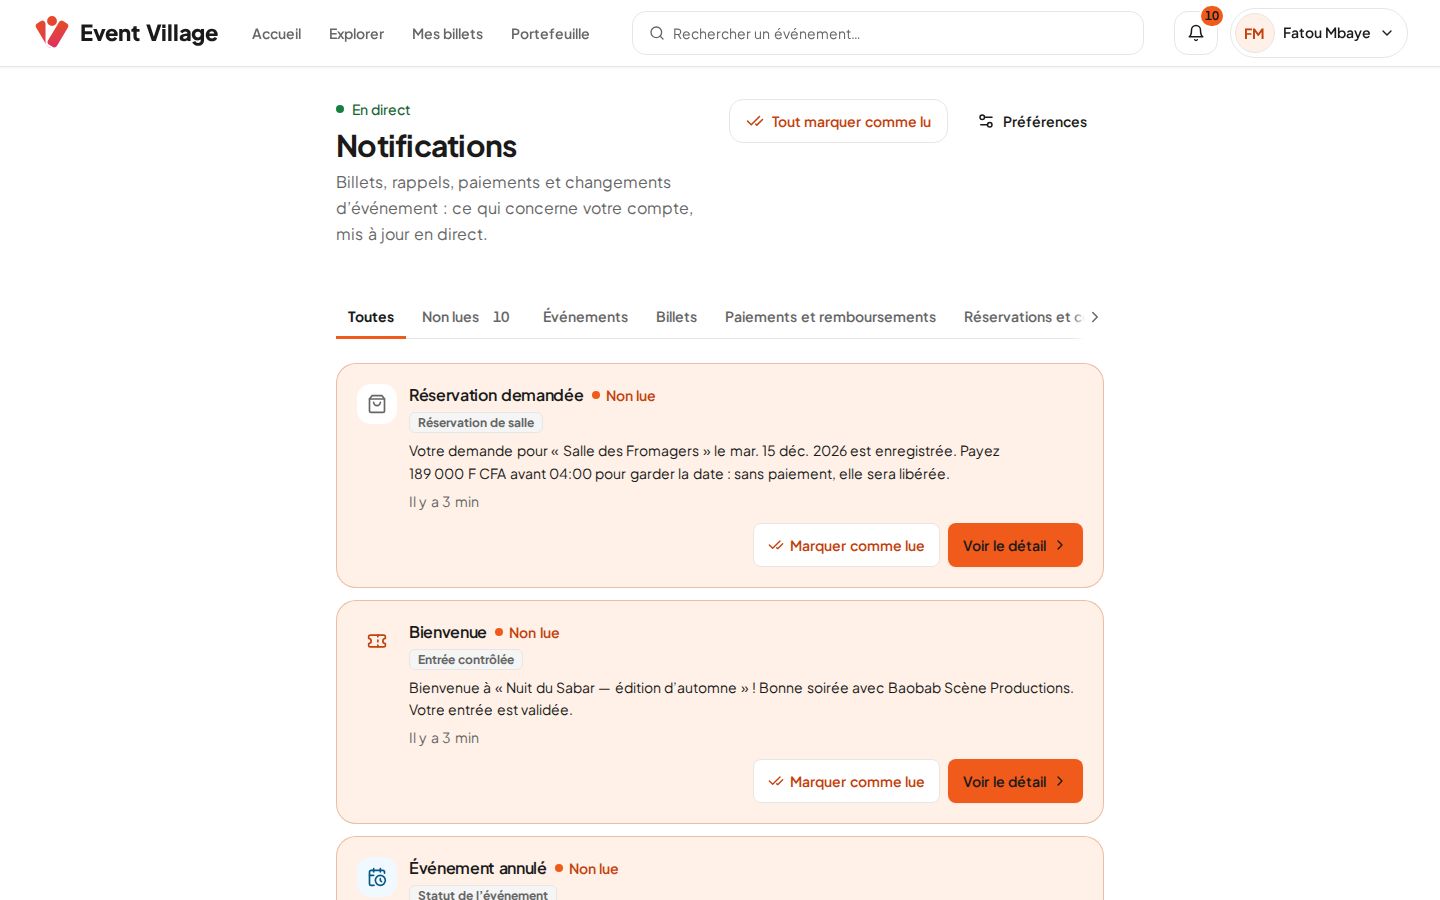 Event Village
Accueil
Explorer
Mes billets
Portefeuille
Rechercher un événement…
10
FM
Fatou Mbaye
En direct
Notifications
Billets, rappels, paiements et changements
d’événement : ce qui concerne votre compte,
mis à jour en direct.
Tout marquer comme lu
Préférences
Toutes
Non lues 10
Événements
Billets
Paiements et remboursements
Réservations et c
Réservation demandée
Non lue
Réservation de salle
Votre demande pour « Salle des Fromagers » le mar. 15 déc. 2026 est enregistrée. Payez
189 000 F CFA avant 04:00 pour garder la date : sans paiement, elle sera libérée.
Il y a 3 min
Marquer comme lue
Voir le détail
Bienvenue
Non lue
Entrée contrôlée
Bienvenue à « Nuit du Sabar — édition d’automne » ! Bonne soirée avec Baobab Scène Productions.
Votre entrée est validée.
Il y a 3 min
Marquer comme lue
Voir le détail
Événement annulé
Non lue
Statut de l’événement